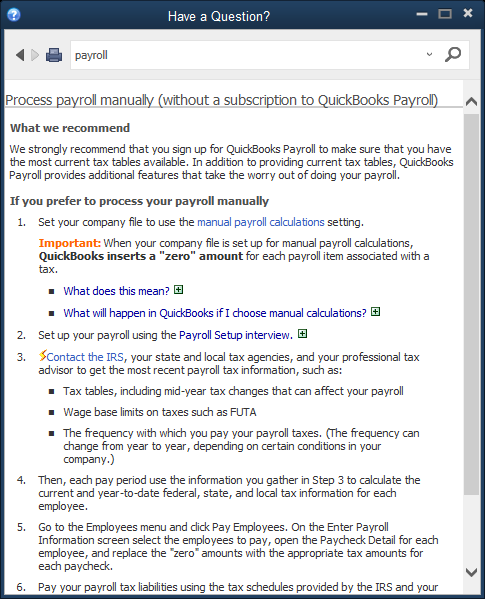 Have a Question?
payroll
Process payroll manually (without a subscription to QuickBooks Payroll)
What we recommend
We strongly recommend that you sign up for QuickBooks Payroll to make sure that you have
the most current tax tables available. In addition to providing current tax tables, QuickBooks
Payroll provides additional features that take the worry out of doing your payroll.
If you prefer to process your payroll manually
1. Set your company file to use the manual payroll calculations setting.
Important: When your company file is set up for manual payroll calculations,
QuickBooks inserts a "zero" amount for each payroll item associated with a
tax.
What does this mean?
What will happen in QuickBooks if I choose manual calculations?
2. Set up your payroll using the Payroll Setup interview.
3. Contact the IRS, your state and local tax agencies, and your professional tax
advisor to get the most recent payroll tax information, such as:
Tax tables, including mid-year tax changes that can affect your payroll
Wage base limits on taxes such as FUTA
The frequency with which you pay your payroll taxes. (The frequency can
change from year to year, depending on certain conditions in your
company.)
4. Then, each pay period use the information you gather in Step 3 to calculate the
current and year-to-date federal, state, and local tax information for each
employee.
5. Go to the Employees menu and click Pay Employees. On the Enter Payroll
Information screen select the employees to pay, open the Paycheck Detail for each
employee, and replace the "zero" amounts with the appropriate tax amounts for
each paycheck.
6. Pay your payroll tax liabilities using the tax schedules provided by the IRS and your